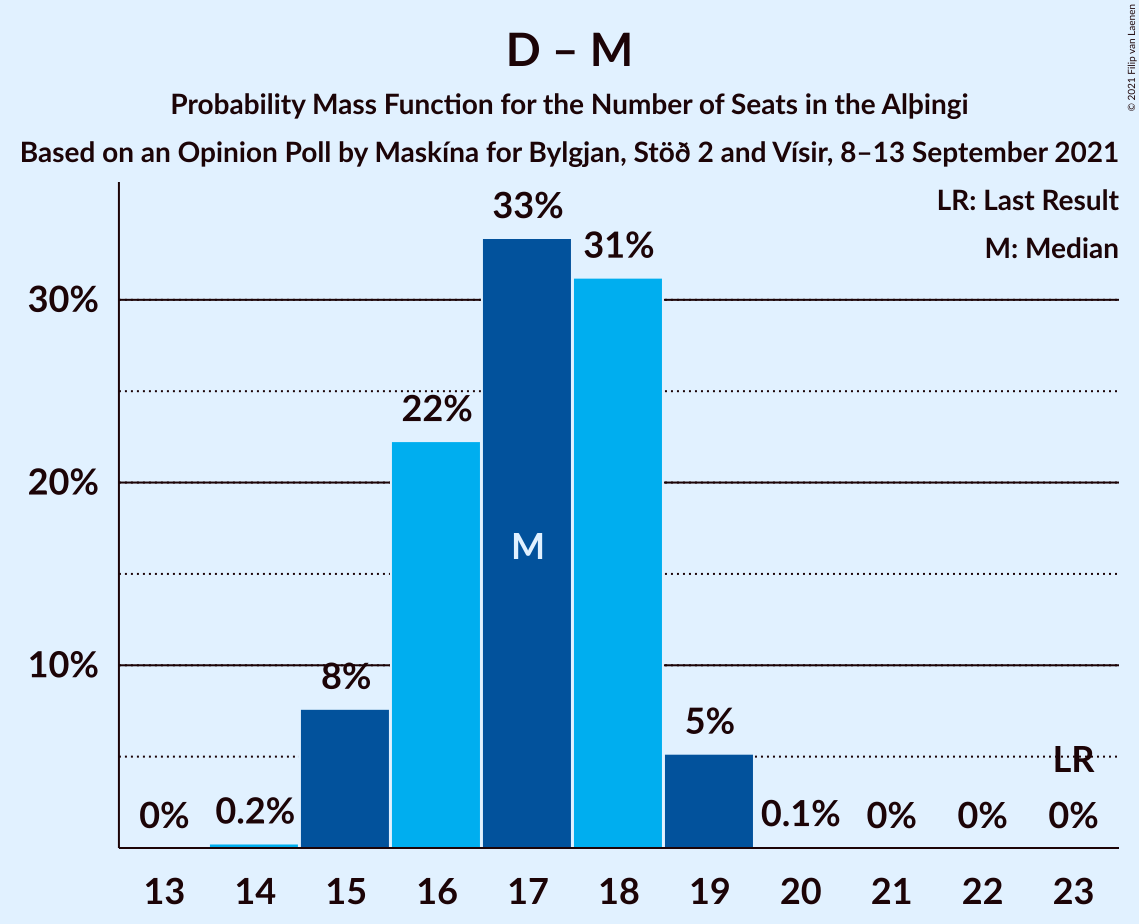 D – M
Probability Mass Function for the Number of Seats in the Alþingi
Based on an Opinion Poll by Maskína for Bylgjan, Stöð 2 and Vísir, 8–13 September 2021
© 2021 Filip van Laenen
LR: Last Result
M: Median
30%
20%
10%
0%
0.2%
8%
22%
33%
31%
5%
0.1%
0%
0%
0%
M
LR
13 14 15 16 17 18 19 20 21 22 23